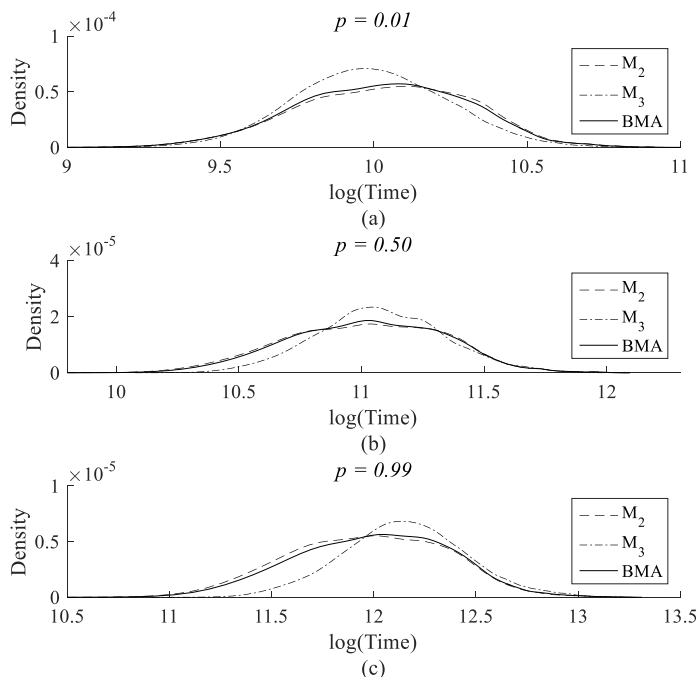 p = 0.01
×10⁻⁴
1
0.5
0
Density
M₂
M₃
BMA
9 9.5 10 10.5 11
log(Time)
(a)
p = 0.50
×10⁻⁵
4
2
0
Density
M₂
M₃
BMA
10 10.5 11 11.5 12
log(Time)
(b)
p = 0.99
×10⁻⁵
1
0.5
0
Density
M₂
M₃
BMA
10.5 11 11.5 12 12.5 13 13.5
log(Time)
(c)